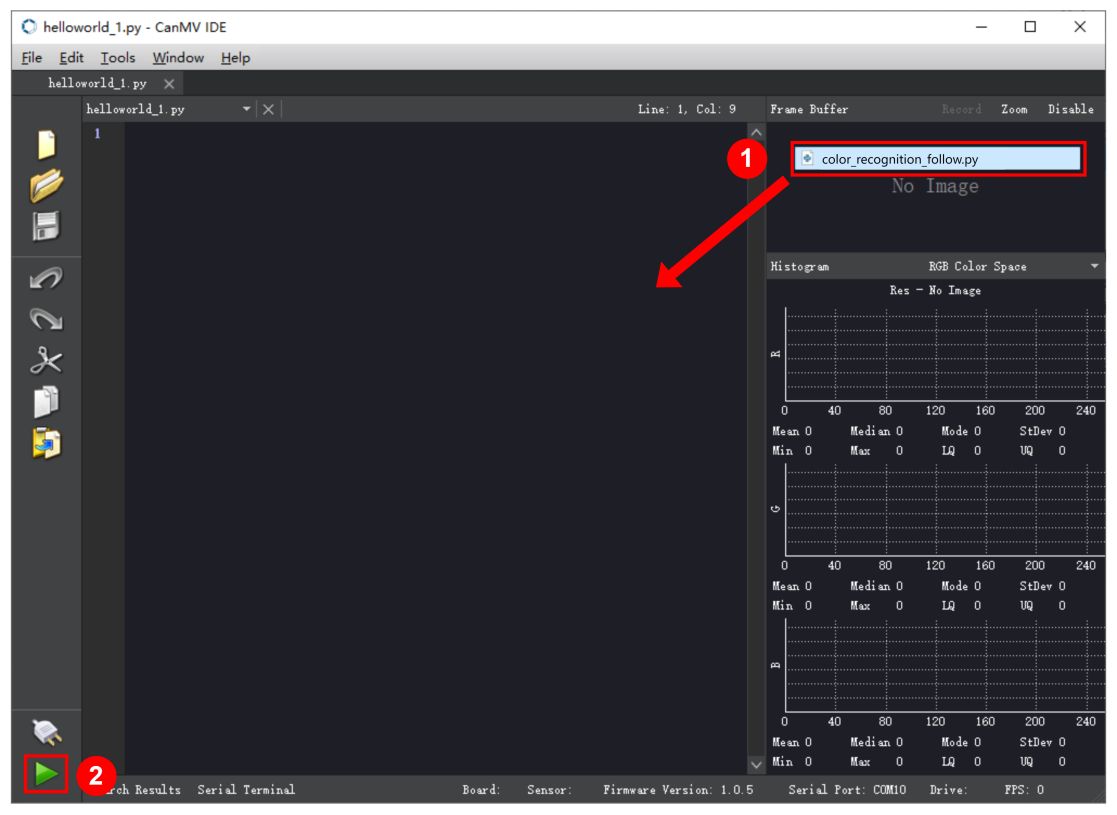 helloworld_1.py - CanMV IDE
File Edit Tools Window Help
helloworld_1.py
helloworld_1.py Line: 1, Col: 9 Frame Buffer Record Zoom Disable
1
1 color_recognition_follow.py
No Image
Histogram RGB Color Space
Res - No Image
R
0 40 80 120 160 200 240
Mean 0 Median 0 Mode 0 StDev 0
Min 0 Max 0 LQ 0 UQ 0
G
0 40 80 120 160 200 240
Mean 0 Median 0 Mode 0 StDev 0
Min 0 Max 0 LQ 0 UQ 0
B
0 40 80 120 160 200 240
Mean 0 Median 0 Mode 0 StDev 0
Min 0 Max 0 LQ 0 UQ 0
2
rch Results Serial Terminal Board: Sensor: Firmware Version: 1.0.5 Serial Port: COM10 Drive: FPS: 0